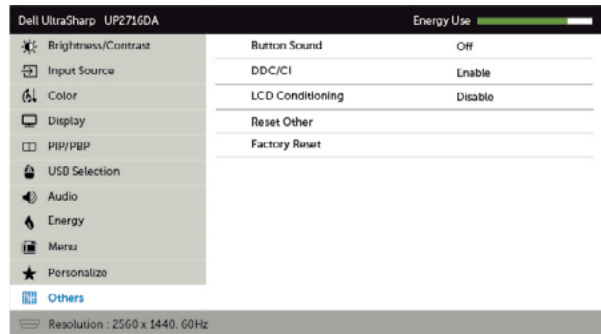 Dell UltraSharp UP2716DA Energy Use
Brightness/Contrast Button Sound Off
Input Source DDC/CI Enable
Color LCD Conditioning Disable
Display Reset Other
PIP/PBP Factory Reset
USB Selection
Audio
Energy
Menu
Personalize
Others
Resolution : 2560 x 1440, 60Hz